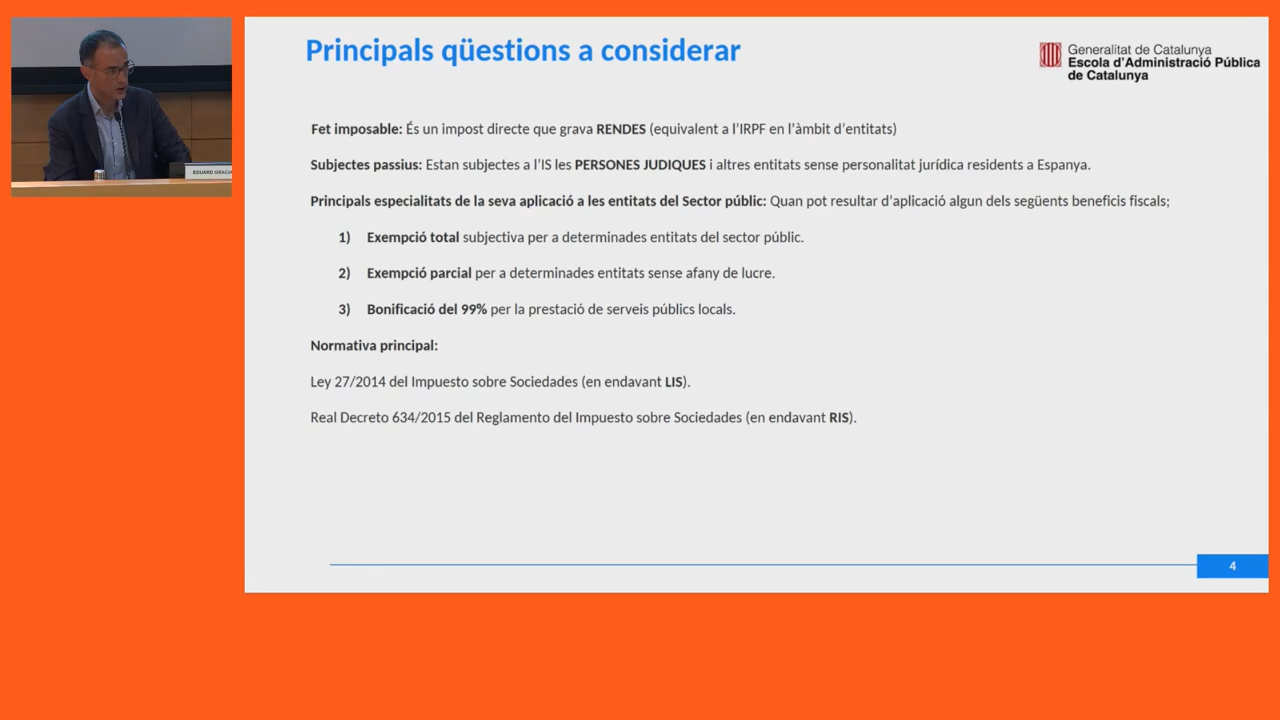 Principals qüestions a considerar
Generalitat de Catalunya
Escola d'Administració Pública
de Catalunya
Fet imposable: És un impost directe que grava RENDES (equivalent a l'IRPF en l'àmbit d'entitats)
Subjectes passius: Estan subjectes a l'IS les PERSONES JUDIQUES i altres entitats sense personalitat jurídica residents a Espanya.
Principals especialitats de la seva aplicació a les entitats del Sector públic: Quan pot resultar d'aplicació algun dels següents beneficis fiscals;
1) Exempció total subjectiva per a determinades entitats del sector públic.
2) Exempció parcial per a determinades entitats sense afany de lucre.
3) Bonificació del 99% per la prestació de serveis públics locals.
Normativa principal:
Ley 27/2014 del Impuesto sobre Sociedades (en endavant LIS).
Real Decreto 634/2015 del Reglamento del Impuesto sobre Sociedades (en endavant RIS).
4
EDUARD GRACIA